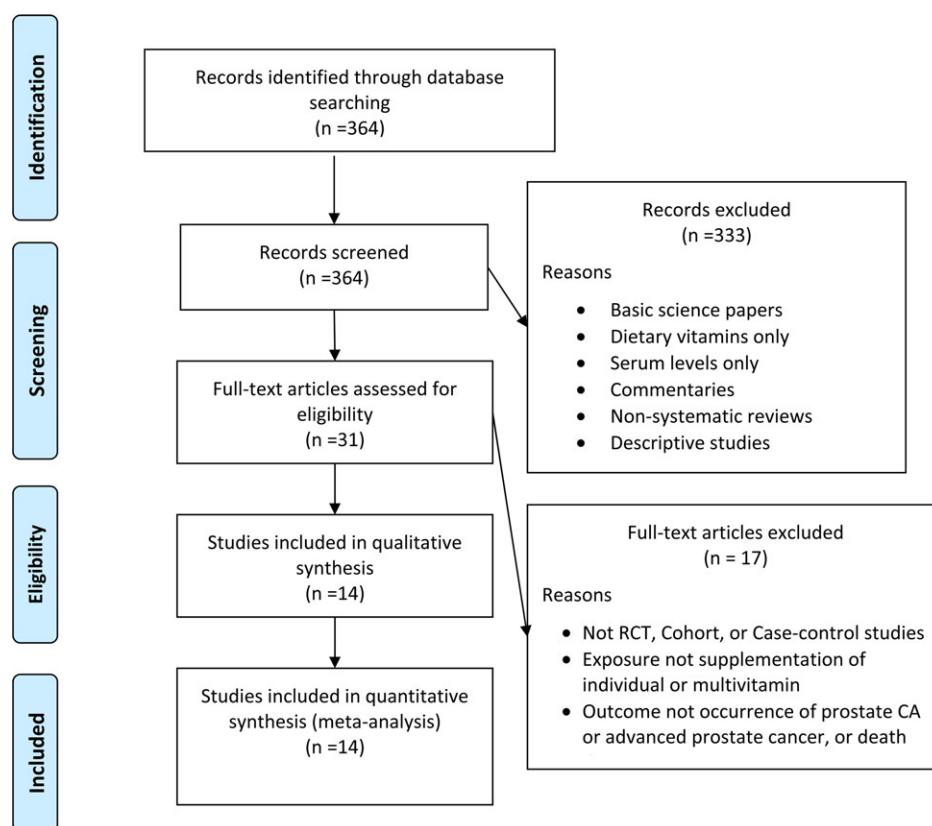 Identification
Records identified through database
searching
(n =364)
Screening
Records screened
(n =364)
Records excluded
(n =333)
Reasons
• Basic science papers
• Dietary vitamins only
• Serum levels only
• Commentaries
• Non-systematic reviews
• Descriptive studies
Full-text articles assessed for
eligibility
(n =31)
Eligibility
Studies included in qualitative
synthesis
(n =14)
Full-text articles excluded
(n = 17)
Reasons
• Not RCT, Cohort, or Case-control studies
• Exposure not supplementation of
individual or multivitamin
• Outcome not occurrence of prostate CA
or advanced prostate cancer, or death
Included
Studies included in quantitative
synthesis (meta-analysis)
(n =14)